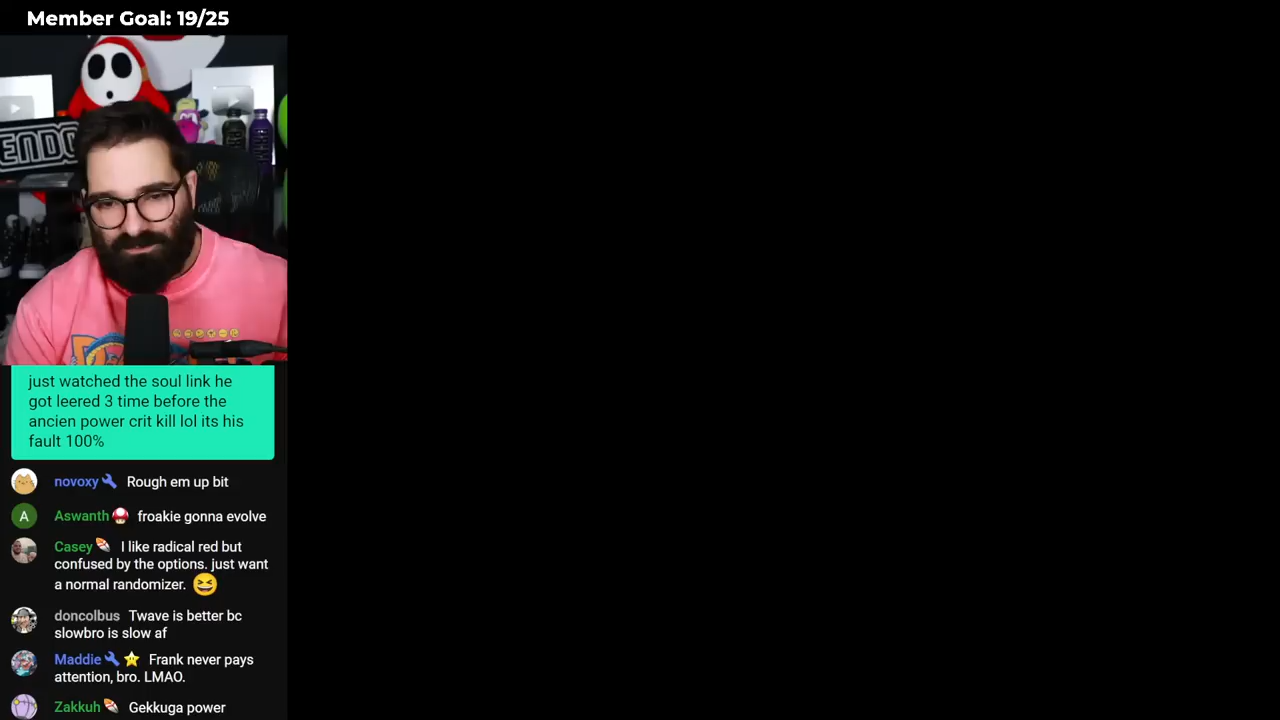 Member Goal: 19/25
ENDO
just watched the soul link he
got leered 3 time before the
ancien power crit kill lol its his
fault 100%
novoxy Rough em up bit
A Aswanth froakie gonna evolve
Casey I like radical red but
confused by the options. just want
a normal randomizer.
doncolbus Twave is better bc
slowbro is slow af
Maddie Frank never pays
attention, bro. LMAO.
Zakkuh Gekkuga power